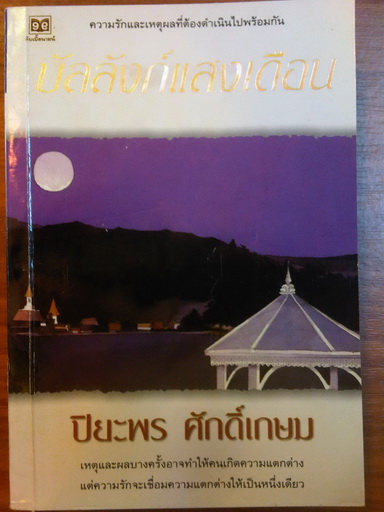 ความรักและเหตุผลที่ต้องดำเนินไปพร้อมกัน
บัลลังก์แสงเดือน
ปิยะพร ศักดิ์เกษม
เหตุและผลบางครั้งอาจทำให้คนเกิดความแตกต่าง
แต่ความรักจะเชื่อมความแตกต่างให้เป็นหนึ่งเดียว